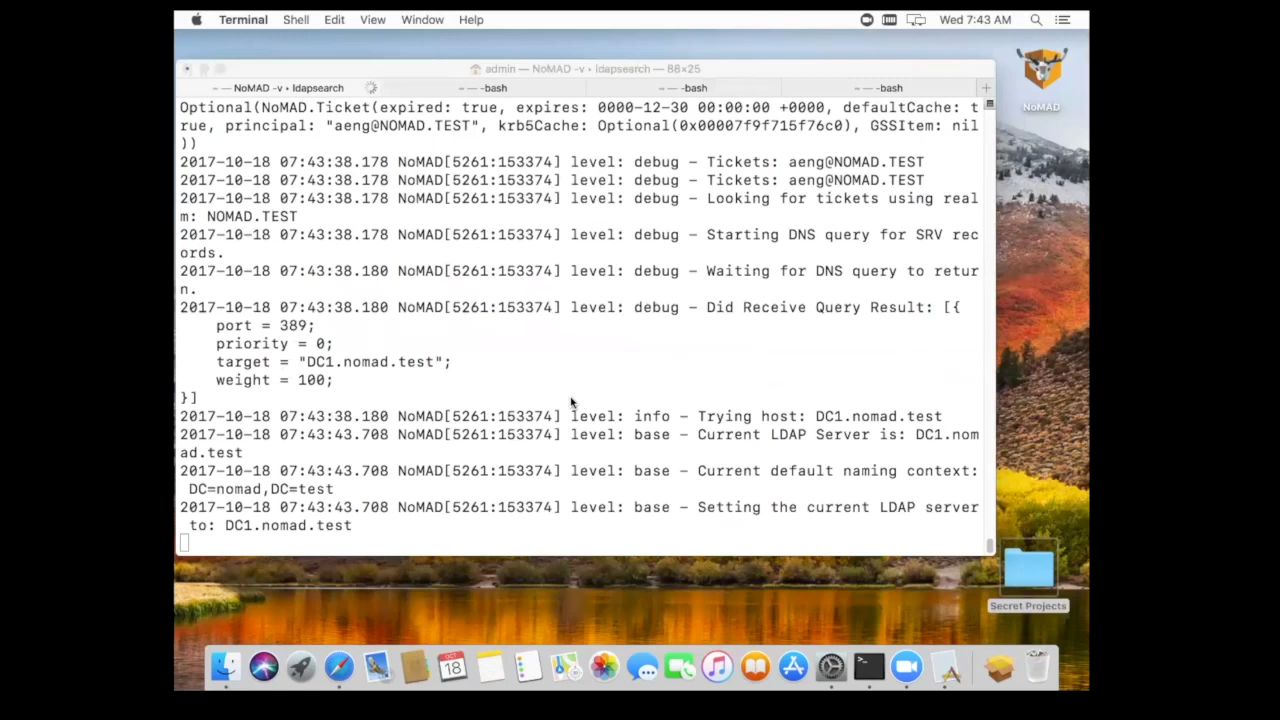 Terminal Shell Edit View Window Help Wed 7:43 AM
admin — NoMAD -v ‹ ldapsearch — 86×25
~ — NoMAD -v ‹ ldapsearch ~ — -bash ~ — -bash ~ — -bash +
Optional(NoMAD.Ticket(expired: true, expires: 0000-12-30 00:00:00 +0000, defaultCache: t
rue, principal: "aeng@NOMAD.TEST", krb5Cache: Optional(0x00007f9f715f76c0), GSSItem: nil
))
2017-10-18 07:43:38.178 NoMAD[5261:153374] level: debug - Tickets: aeng@NOMAD.TEST
2017-10-18 07:43:38.178 NoMAD[5261:153374] level: debug - Tickets: aeng@NOMAD.TEST
2017-10-18 07:43:38.178 NoMAD[5261:153374] level: debug - Looking for tickets using real
m: NOMAD.TEST
2017-10-18 07:43:38.178 NoMAD[5261:153374] level: debug - Starting DNS query for SRV rec
ords.
2017-10-18 07:43:38.180 NoMAD[5261:153374] level: debug - Waiting for DNS query to retur
n.
2017-10-18 07:43:38.180 NoMAD[5261:153374] level: debug - Did Receive Query Result: [{
port = 389;
priority = 0;
target = "DC1.nomad.test";
weight = 100;
}]
2017-10-18 07:43:38.180 NoMAD[5261:153374] level: info - Trying host: DC1.nomad.test
2017-10-18 07:43:43.708 NoMAD[5261:153374] level: base - Current LDAP Server is: DC1.nom
ad.test
2017-10-18 07:43:43.708 NoMAD[5261:153374] level: base - Current default naming context:
DC=nomad,DC=test
2017-10-18 07:43:43.708 NoMAD[5261:153374] level: base - Setting the current LDAP server
to: DC1.nomad.test
NoMAD
Secret Projects
OCT
18